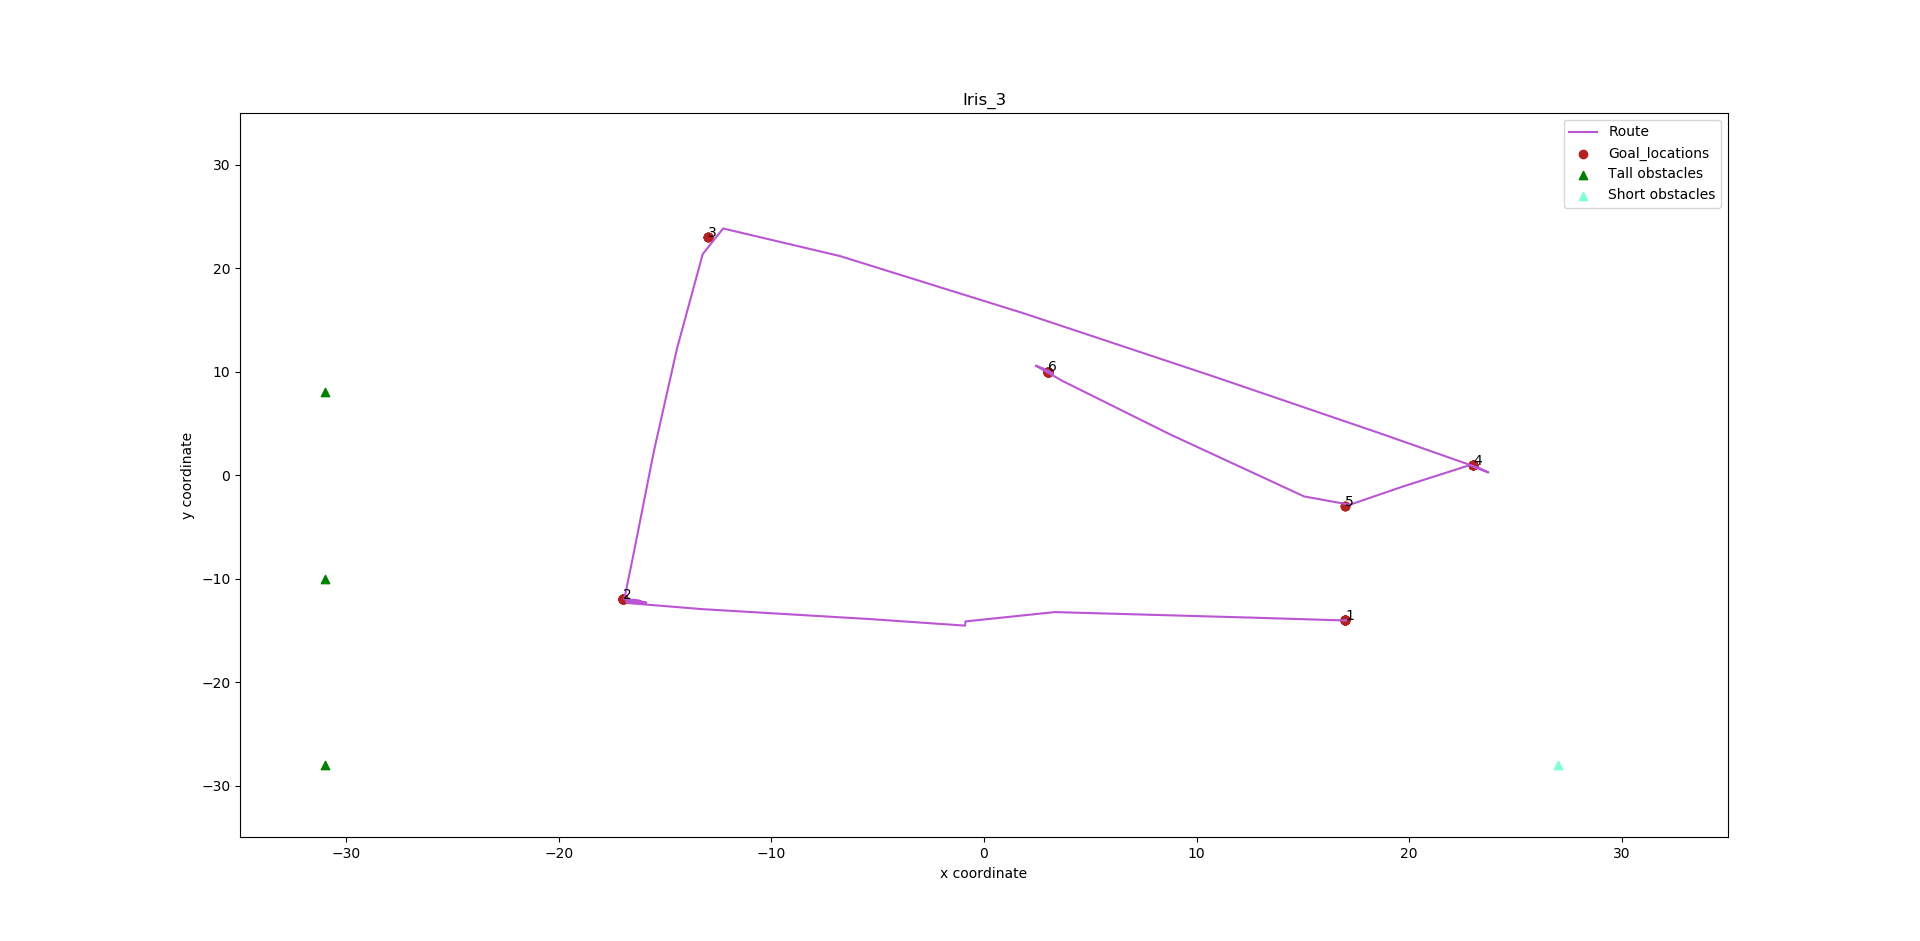 Iris_3
Route
Goal_locations
Tall obstacles
Short obstacles
30
20
10
0
−10
−20
−30
y coordinate
3
6
4
5
2
1
−30
−20
−10
0
10
20
30
x coordinate